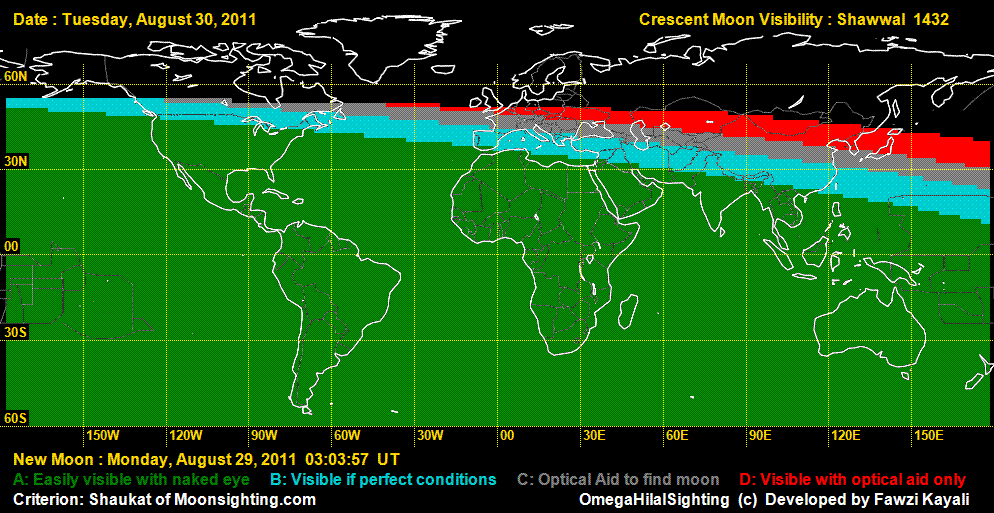 Date : Tuesday, August 30, 2011 Crescent Moon Visibility : Shawwal 1432
60N
30N
00
30S
60S
150W 120W 90W 60W 30W 00 30E 60E 90E 120E 150E
New Moon : Monday, August 29, 2011 03:03:57 UT
A: Easily visible with naked eye B: Visible if perfect conditions C: Optical Aid to find moon D: Visible with optical aid only
Criterion: Shaukat of Moonsighting.com OmegaHilalSighting (c) Developed by Fawzi Kayali